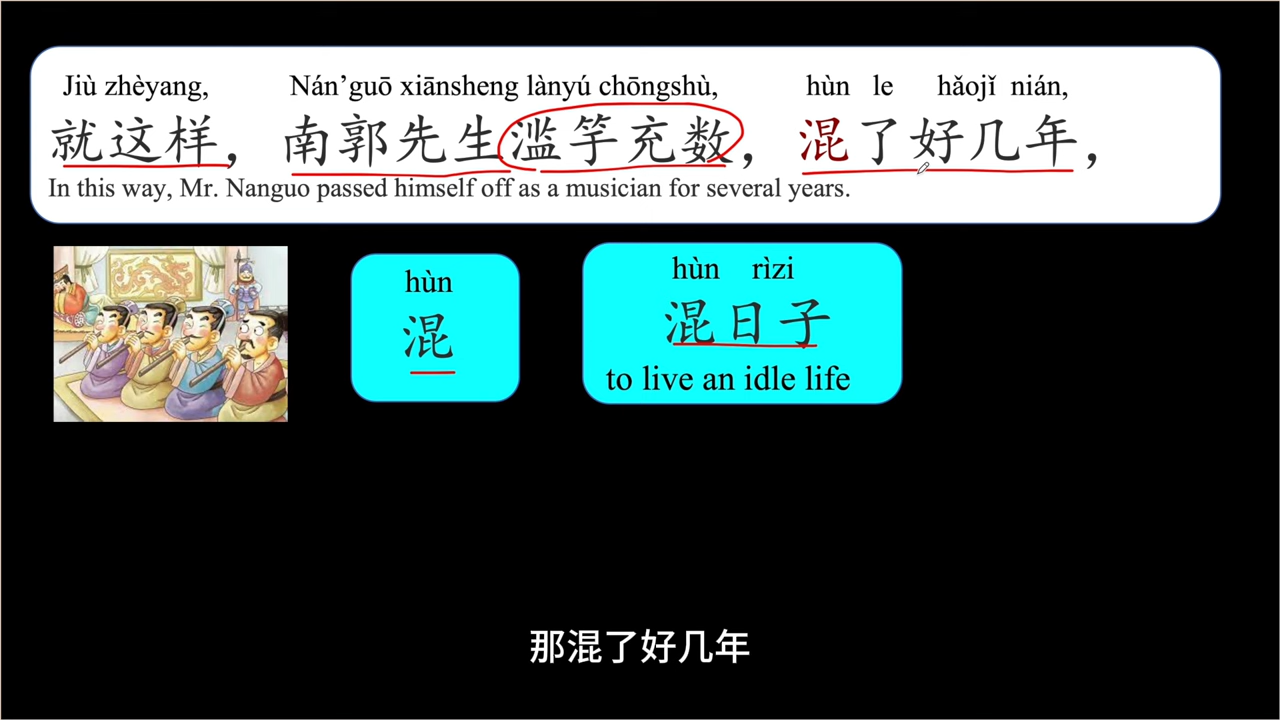 Jiù zhèyang, Nán’guō xiānsheng lànyú chōngshù, hùn le hǎojǐ nián,
就这样，南郭先生滥竽充数，混了好几年，
In this way, Mr. Nanguo passed himself off as a musician for several years.
hùn
混
hùn rìzi
混日子
to live an idle life
那混了好几年